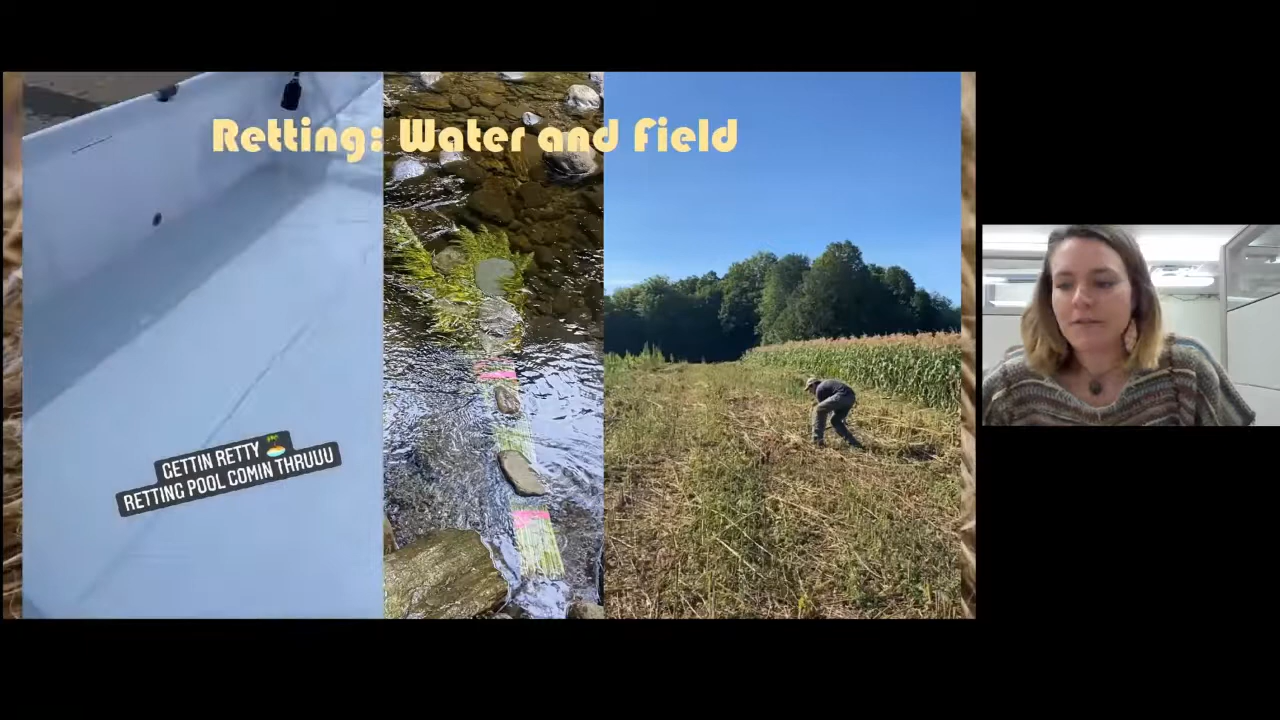 Retting: Water and Field
GETTIN RETTY 🏝️
RETTING POOL COMIN THRUUU